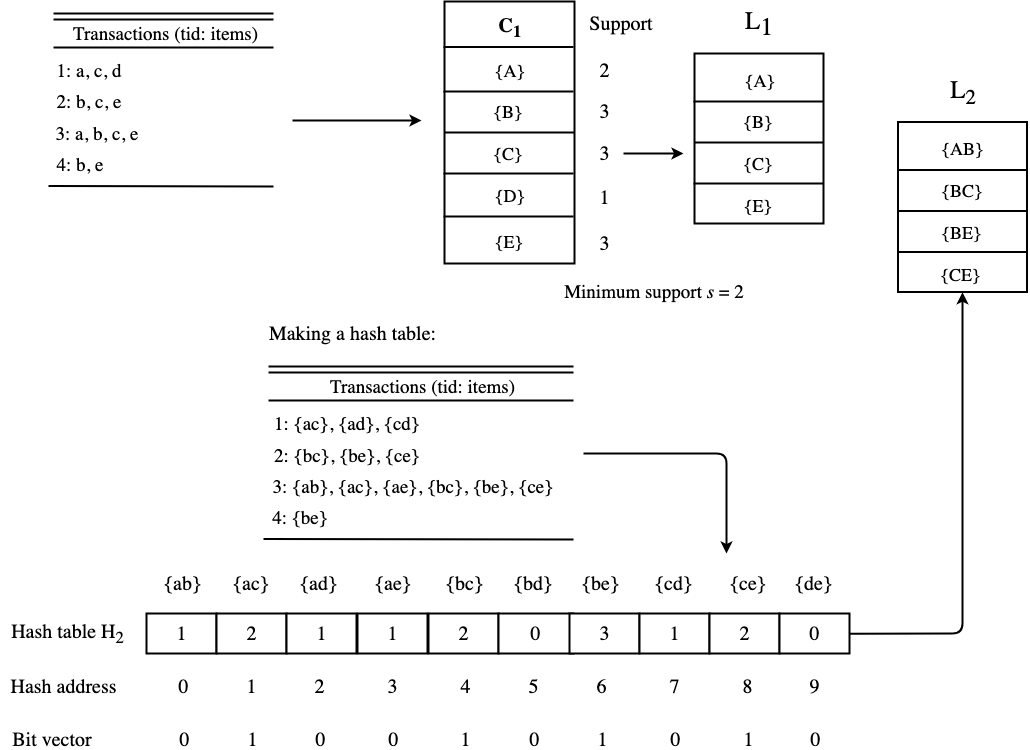 Transactions (tid: items)
1: a, c, d
2: b, c, e
3: a, b, c, e
4: b, e
C1 Support
{A} 2
{B} 3
{C} 3
{D} 1
{E} 3
L1
{A}
{B}
{C}
{E}
L2
{AB}
{BC}
{BE}
{CE}
Minimum support s = 2
Making a hash table:
Transactions (tid: items)
1: {ac}, {ad}, {cd}
2: {bc}, {be}, {ce}
3: {ab}, {ac}, {ae}, {bc}, {be}, {ce}
4: {be}
{ab} {ac} {ad} {ae} {bc} {bd} {be} {cd} {ce} {de}
Hash table H2 1 2 1 1 2 0 3 1 2 0
Hash address 0 1 2 3 4 5 6 7 8 9
Bit vector 0 1 0 0 1 0 1 0 1 0